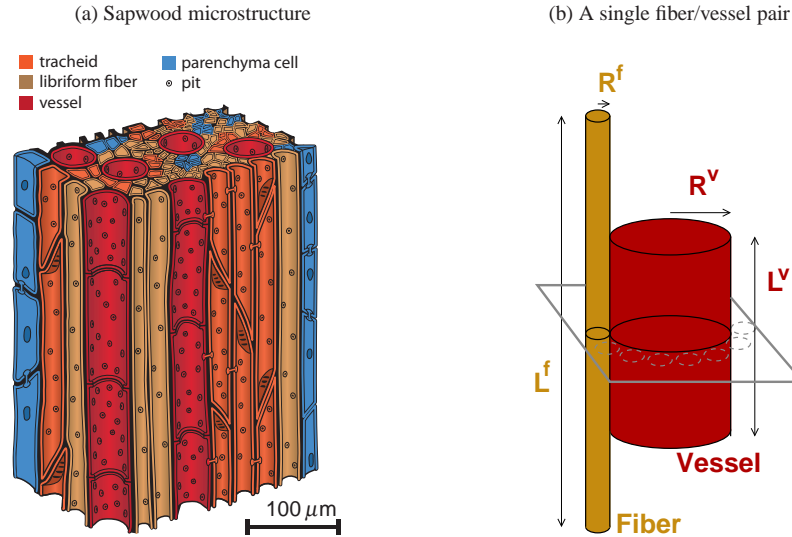 (a) Sapwood microstructure
tracheid
libriform fiber
vessel
parenchyma cell
pit
100 μm
(b) A single fiber/vessel pair
R^f
R^v
L^v
L^f
Vessel
Fiber